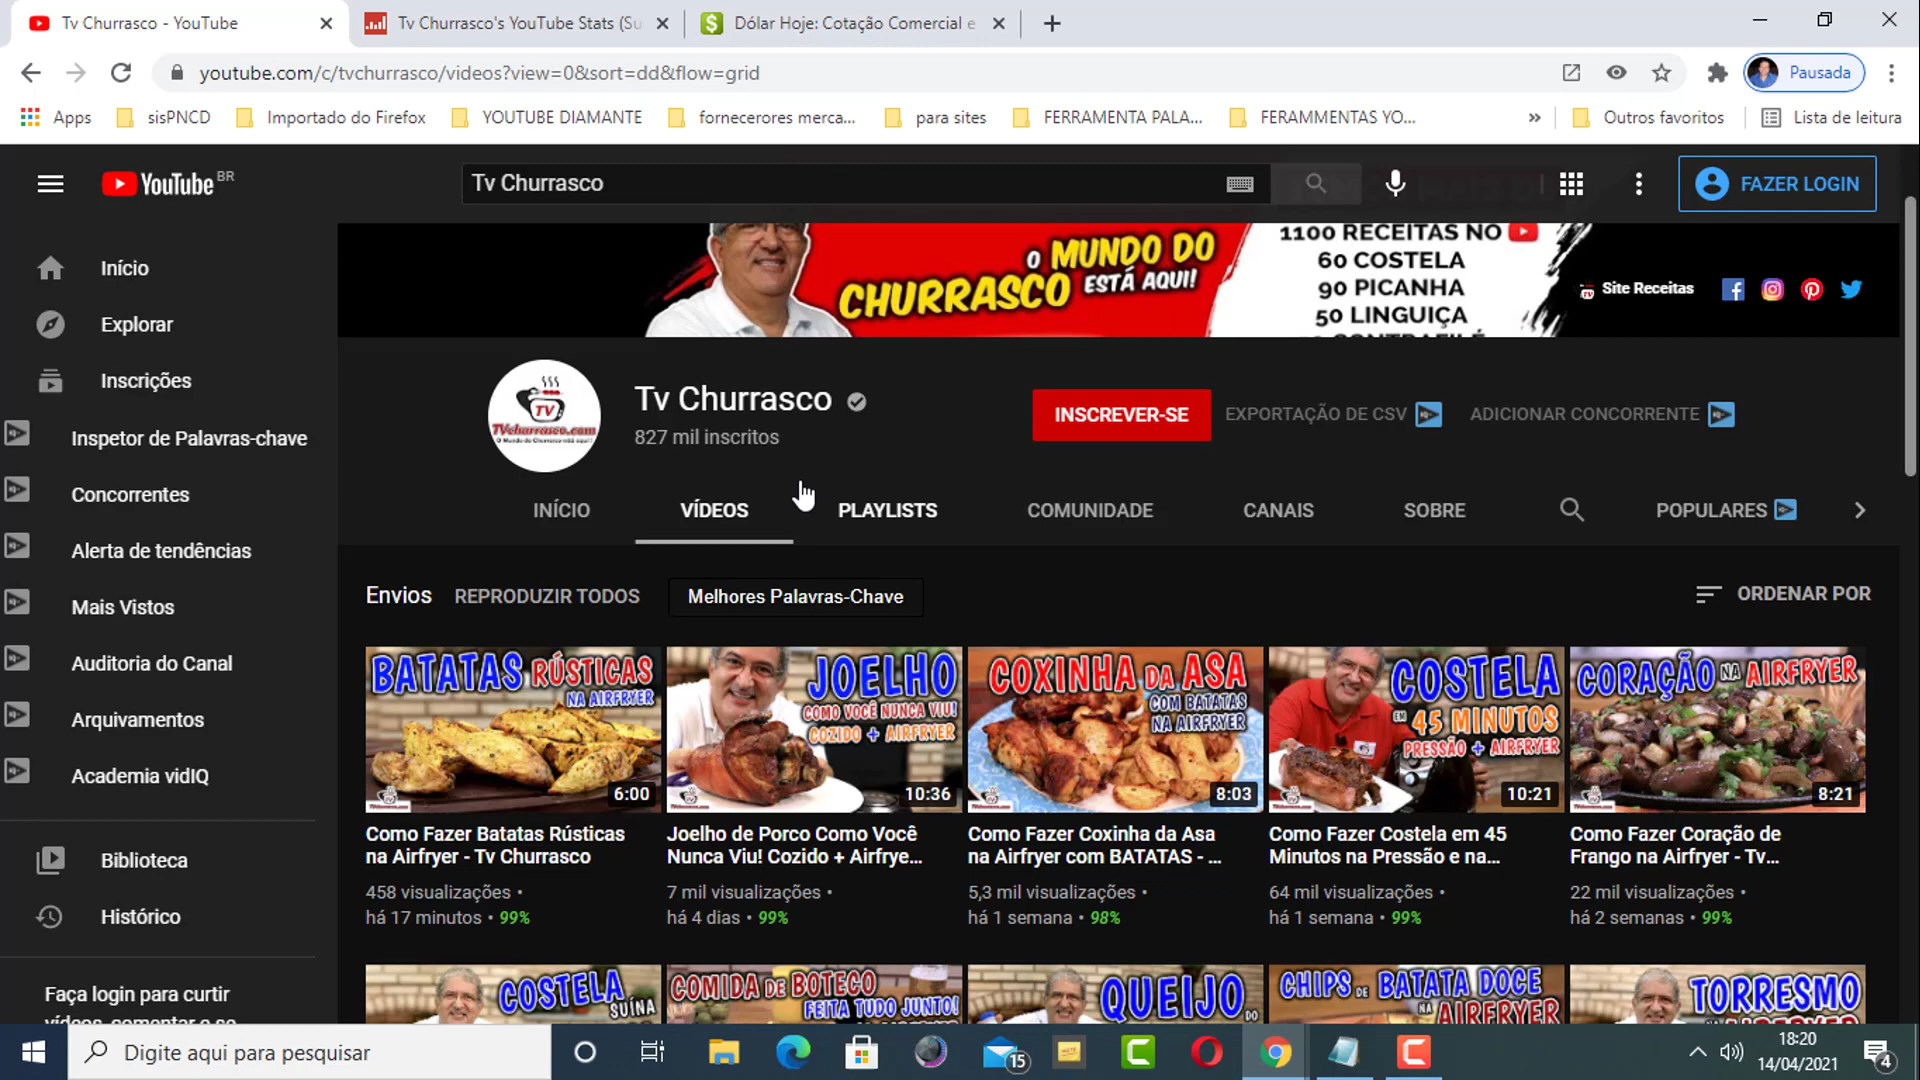 Tv Churrasco - YouTube
Tv Churrasco's YouTube Stats (Su
Dólar Hoje: Cotação Comercial e
youtube.com/c/tvchurrasco/videos?view=0&sort=dd&flow=grid
Pausada
Apps
sisPNCD
Importado do Firefox
YOUTUBE DIAMANTE
fornecerores merca...
para sites
FERRAMENTA PALA...
FERAMMENTAS YO...
Outros favoritos
Lista de leitura
YouTube BR
Tv Churrasco
FAZER LOGIN
Início
Explorar
Inscrições
Inspetor de Palavras-chave
Concorrentes
Alerta de tendências
Mais Vistos
Auditoria do Canal
Arquivamentos
Academia vidIQ
Biblioteca
Histórico
Faça login para curtir
vídeos, comentar e se
O MUNDO DO
CHURRASCO ESTÁ AQUI!
1100 RECEITAS NO
60 COSTELA
90 PICANHA
50 LINGUIÇA
Site Receitas
TV
TVchurrasco.com
Tv Churrasco
827 mil inscritos
INSCREVER-SE
EXPORTAÇÃO DE CSV
ADICIONAR CONCORRENTE
INÍCIO
VÍDEOS
PLAYLISTS
COMUNIDADE
CANAIS
SOBRE
POPULARES
Envios
REPRODUZIR TODOS
Melhores Palavras-Chave
ORDENAR POR
BATATAS RÚSTICAS
NA AIRFRYER
6:00
JOELHO
COMO VOCÊ
NUNCA VIU!
COZIDO + AIRFRYER
10:36
COXINHA DA ASA
COM BATATAS
NA AIRFRYER
8:03
COSTELA
EM 45 MINUTOS
PRESSÃO + AIRFRYER
10:21
CORAÇÃO NA AIRFRYER
8:21
Como Fazer Batatas Rústicas
na Airfryer - Tv Churrasco
458 visualizações •
há 17 minutos • 99%
Joelho de Porco Como Você
Nunca Viu! Cozido + Airfrye...
7 mil visualizações •
há 4 dias • 99%
Como Fazer Coxinha da Asa
na Airfryer com BATATAS - ...
5,3 mil visualizações •
há 1 semana • 98%
Como Fazer Costela em 45
Minutos na Pressão e na...
64 mil visualizações •
há 1 semana • 99%
Como Fazer Coração de
Frango na Airfryer - Tv...
22 mil visualizações •
há 2 semanas • 99%
COSTELA
SUÍNA
COMIDA DE BOTECO
FEITA TUDO JUNTO!
QUEIJO
CHIPS DE BATATA DOCE
NA AIRFRYER
TORRESMO
Digite aqui para pesquisar
15
18:20
14/04/2021
4